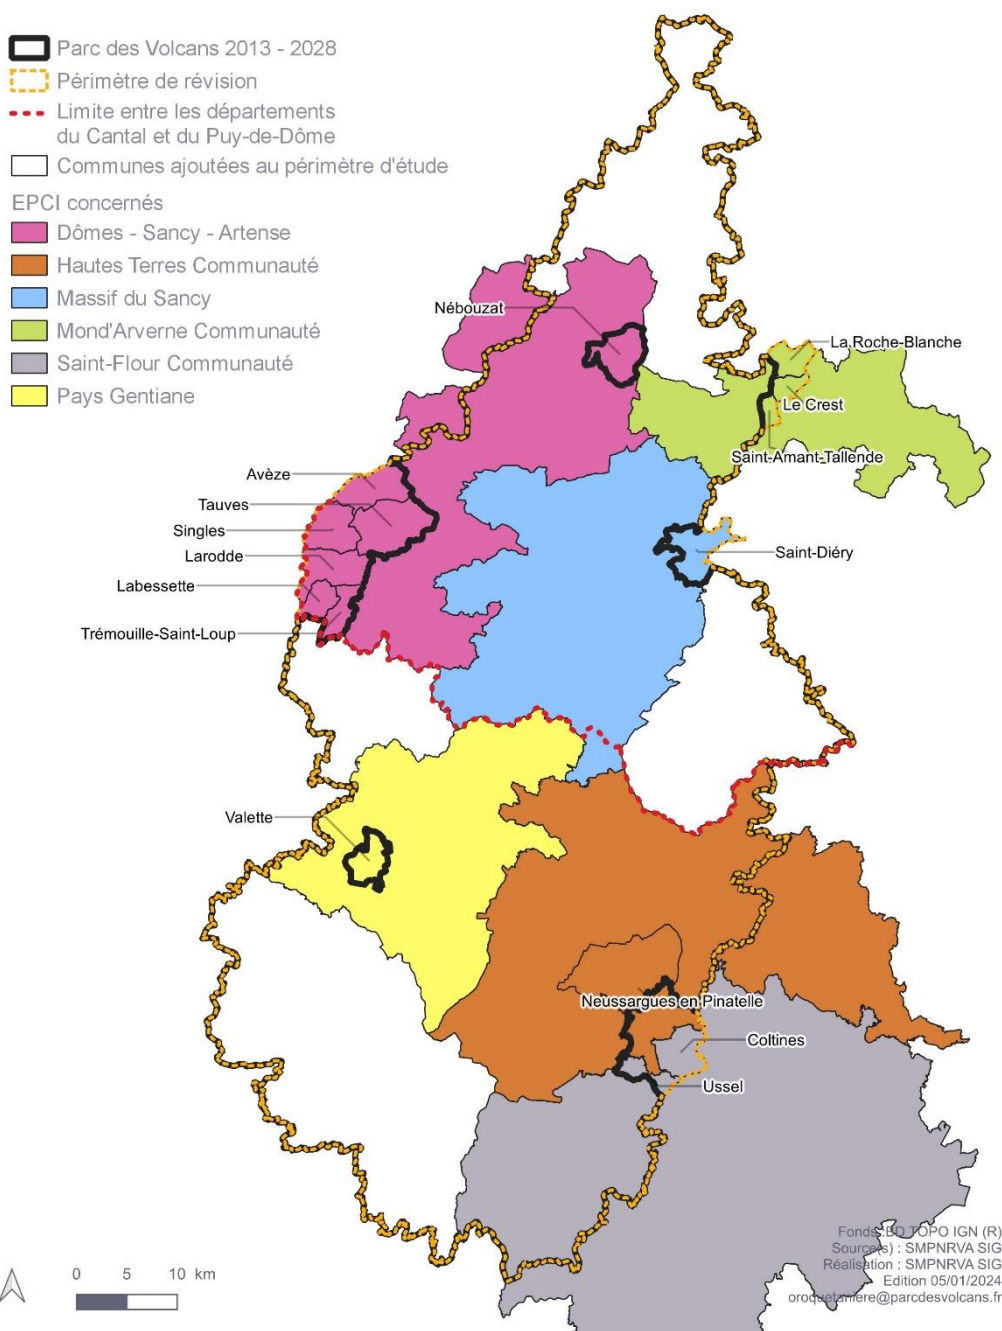 Parc des Volcans 2013 - 2028
Périmètre de révision
Limite entre les départements
du Cantal et du Puy-de-Dôme
Communes ajoutées au périmètre d'étude
EPCI concernés
Dômes - Sancy - Artense
Hautes Terres Communauté
Massif du Sancy
Mond'Arverne Communauté
Saint-Flour Communauté
Pays Gentiane
Nébouzat
La Roche-Blanche
Le Crest
Saint-Amant-Tallende
Avèze
Tauves
Singles
Larodde
Labessette
Trémouille-Saint-Loup
Saint-Diéry
Valette
Neussargues en Pinatelle
Coltines
Ussel
0 5 10 km
Fonds : BD TOPO IGN (R)
Source(s) : SMPNRVA SIG
Réalisation : SMPNRVA SIG
Edition 05/01/2024
oroquetaniere@parcdesvolcans.fr